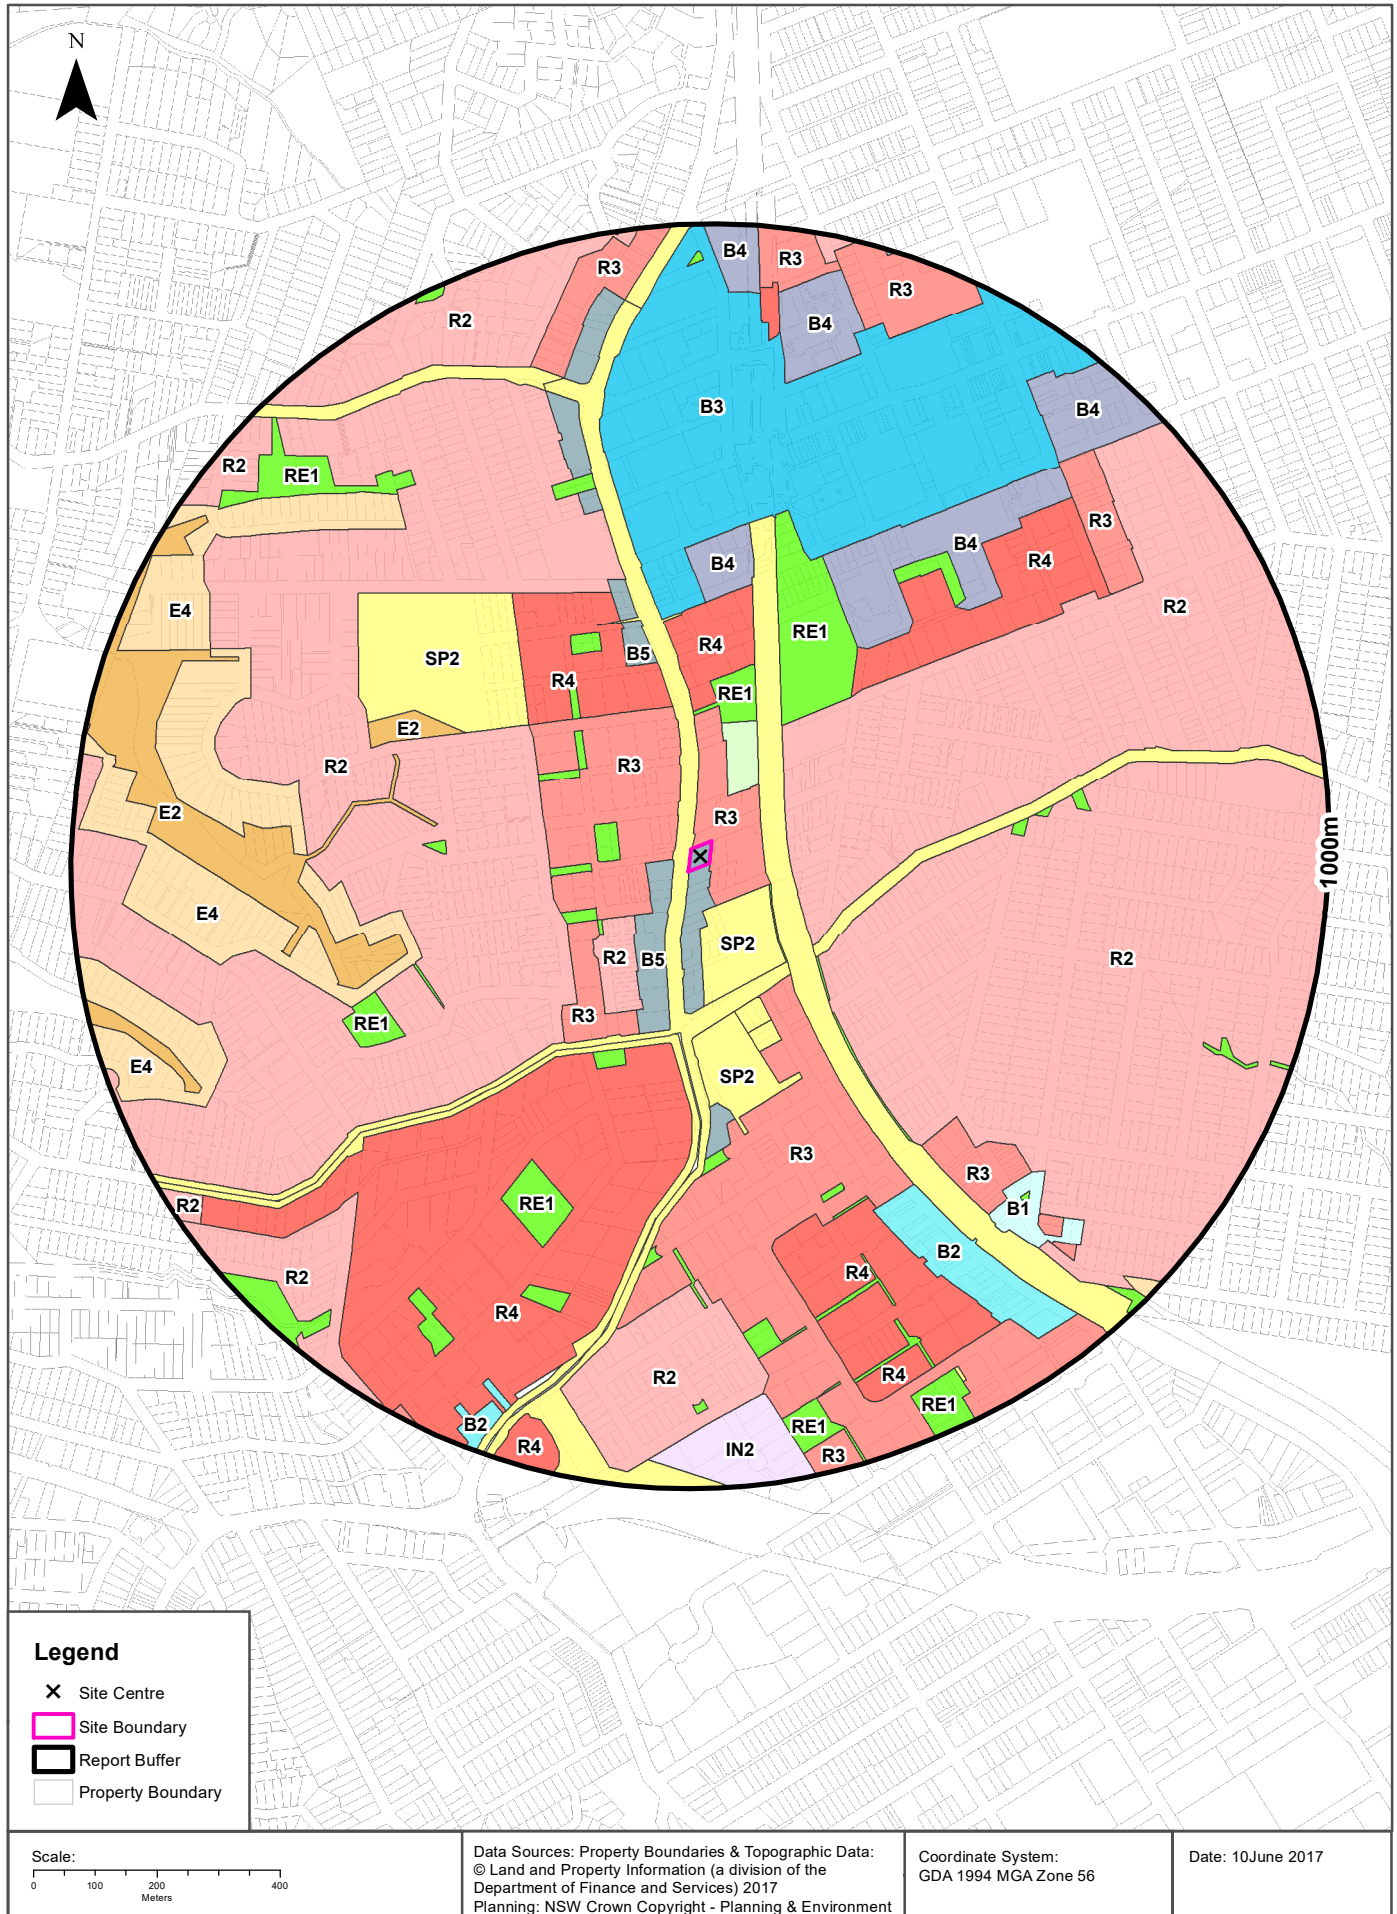 N
B4
R3
R3
R3
R2
B4
B3
B4
R2
RE1
R3
B4
B4
R4
E4
R2
RE1
R4
B5
SP2
R4
RE1
E2
R3
R2
E2
R3
1000m
E4
SP2
R2
B5
R2
R3
RE1
E4
SP2
R3
R3
RE1
R2
B1
B2
R4
R2
R4
R4
R2
RE1
B2
RE1
R4
IN2
R3
Legend
Site Centre
Site Boundary
Report Buffer
Property Boundary
Scale:
0 100 200 400
Meters
Data Sources: Property Boundaries & Topographic Data:
© Land and Property Information (a division of the
Department of Finance and Services) 2017
Planning: NSW Crown Copyright - Planning & Environment
Coordinate System:
GDA 1994 MGA Zone 56
Date: 10June 2017